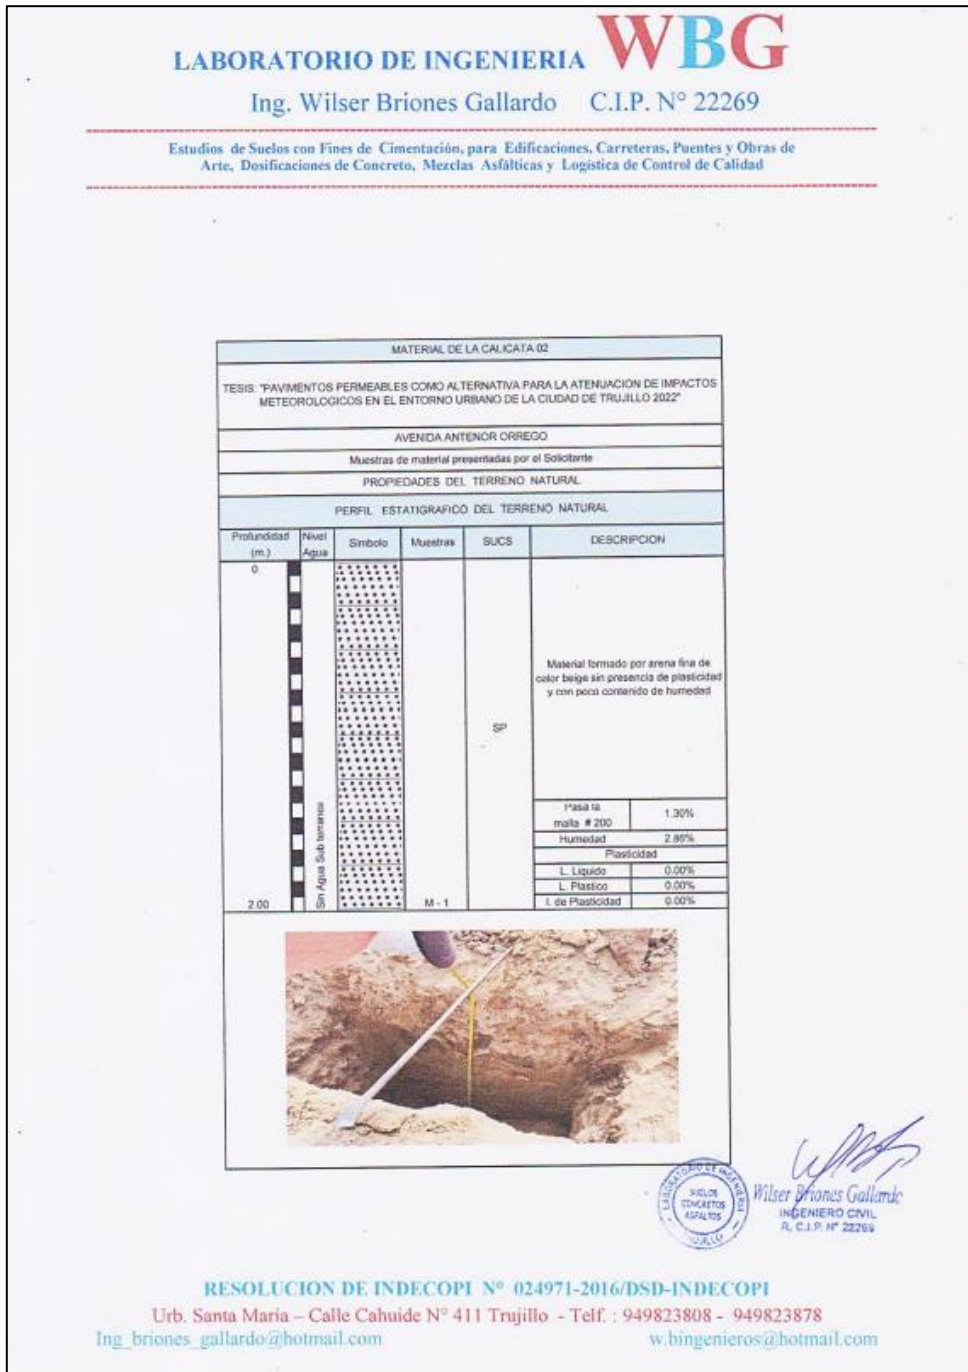 LABORATORIO DE INGENIERIA WBG
Ing. Wilser Briones Gallardo C.I.P. N° 22269
Estudios de Suelos con Fines de Cimentación, para Edificaciones, Carreteras, Puentes y Obras de
Arte, Dosificaciones de Concreto, Mezclas Asfálticas y Logística de Control de Calidad
MATERIAL DE LA CALICATA 02
TESIS: "PAVIMENTOS PERMEABLES COMO ALTERNATIVA PARA LA ATENUACION DE IMPACTOS
METEOROLOGICOS EN EL ENTORNO URBANO DE LA CIUDAD DE TRUJILLO 2022"
AVENIDA ANTENOR ORREGO
Muestras de material presentadas por el Solicitante
PROPIEDADES DEL TERRENO NATURAL
PERFIL ESTATIGRAFICO DEL TERRENO NATURAL
Profundidad (m.) Nivel Agua Simbolo Muestras SUCS DESCRIPCION
0
Material formado por arena fina de
color beige sin presencia de plasticidad
y con poco contenido de humedad
SP
Sin Agua Sub terranea
Pasa la malla # 200 1.30%
Humedad 2.86%
Plasticidad
L. Liquido 0.00%
L. Plastico 0.00%
2.00 M - 1 I. de Plasticidad 0.00%
LABORATORIO DE INGENIERIA
SUELOS
CONCRETOS
ASFALTOS
TRUJILLO
Wilser Briones Gallardo
INGENIERO CIVIL
R. C.I.P. N° 22269
RESOLUCION DE INDECOPI N° 024971-2016/DSD-INDECOPI
Urb. Santa Maria – Calle Cahuide N° 411 Trujillo - Telf. : 949823808 - 949823878
Ing_briones_gallardo@hotmail.com w.bingenieros@hotmail.com